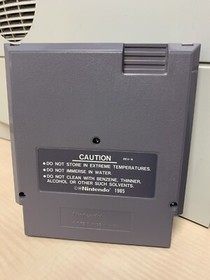 CAUTION
REV-A
● DO NOT STORE IN EXTREME TEMPERATURES.
● DO NOT IMMERSE IN WATER.
● DO NOT CLEAN WITH BENZENE, THINNER,
ALCOHOL OR OTHER SUCH SOLVENTS.
©Nintendo® 1985